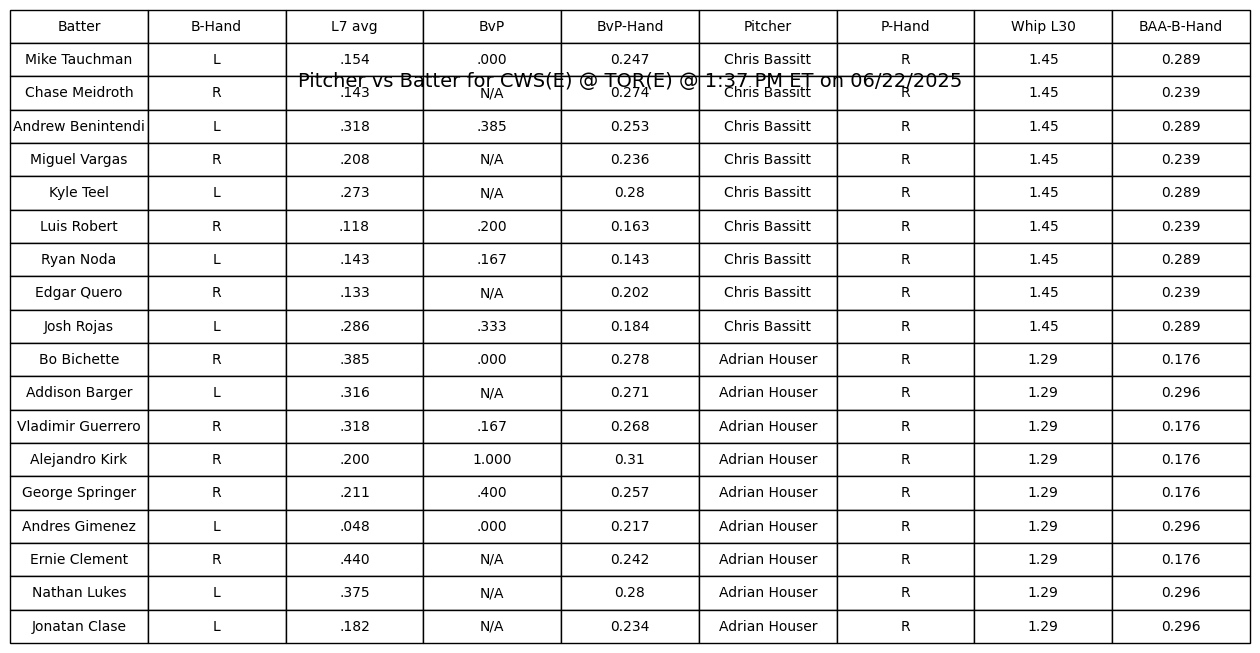 Batter B-Hand L7 avg BvP BvP-Hand Pitcher P-Hand Whip L30 BAA-B-Hand
Mike Tauchman L .154 .000 0.247 Chris Bassitt R 1.45 0.289
Pitcher vs Batter for CWS(E) @ TOR(E) @ 1:37 PM ET on 06/22/2025
Chase Meidroth R .143 N/A 0.274 Chris Bassitt R 1.45 0.239
Andrew Benintendi L .318 .385 0.253 Chris Bassitt R 1.45 0.289
Miguel Vargas R .208 N/A 0.236 Chris Bassitt R 1.45 0.239
Kyle Teel L .273 N/A 0.28 Chris Bassitt R 1.45 0.289
Luis Robert R .118 .200 0.163 Chris Bassitt R 1.45 0.239
Ryan Noda L .143 .167 0.143 Chris Bassitt R 1.45 0.289
Edgar Quero R .133 N/A 0.202 Chris Bassitt R 1.45 0.239
Josh Rojas L .286 .333 0.184 Chris Bassitt R 1.45 0.289
Bo Bichette R .385 .000 0.278 Adrian Houser R 1.29 0.176
Addison Barger L .316 N/A 0.271 Adrian Houser R 1.29 0.296
Vladimir Guerrero R .318 .167 0.268 Adrian Houser R 1.29 0.176
Alejandro Kirk R .200 1.000 0.31 Adrian Houser R 1.29 0.176
George Springer R .211 .400 0.257 Adrian Houser R 1.29 0.176
Andres Gimenez L .048 .000 0.217 Adrian Houser R 1.29 0.296
Ernie Clement R .440 N/A 0.242 Adrian Houser R 1.29 0.176
Nathan Lukes L .375 N/A 0.28 Adrian Houser R 1.29 0.296
Jonatan Clase L .182 N/A 0.234 Adrian Houser R 1.29 0.296